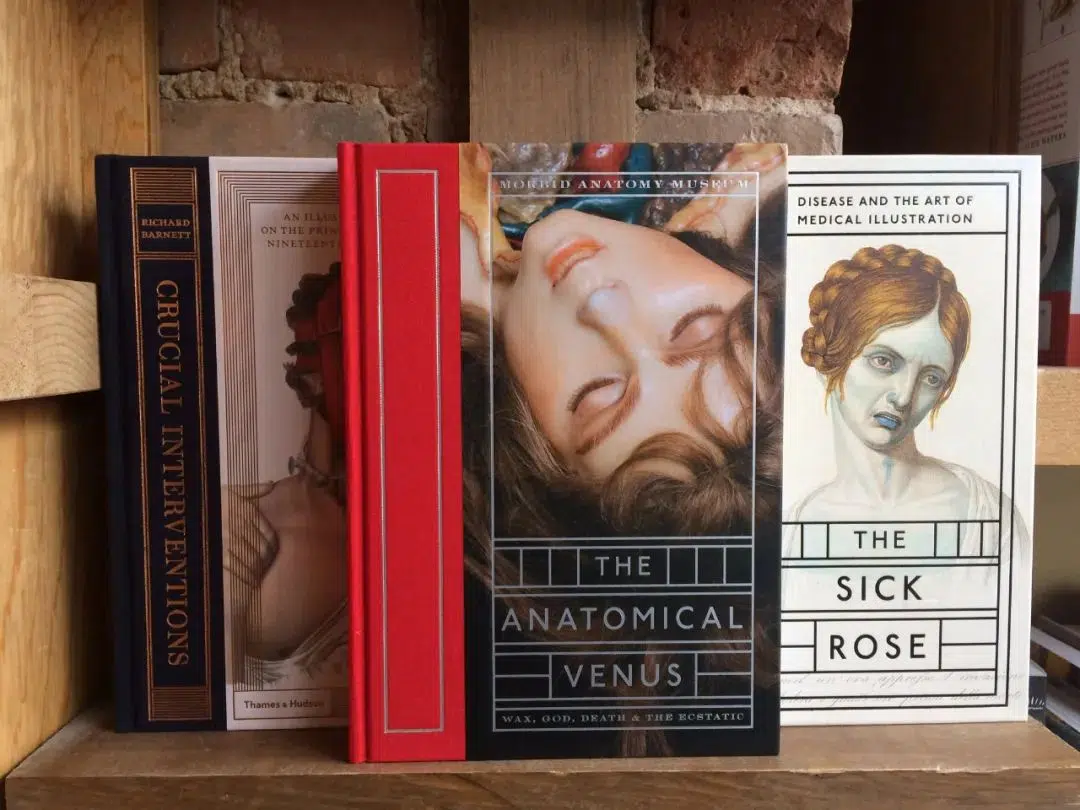 RICHARD
BARNETT
CRUCIAL INTERVENTIONS
AN ILLUS
ON THE PRIN
NINETEENT
Thames & Hudson
MORBID ANATOMY MUSEUM
THE
ANATOMICAL
VENUS
WAX, GOD, DEATH & THE ECSTATIC
DISEASE AND THE ART OF
MEDICAL ILLUSTRATION
THE
SICK
ROSE